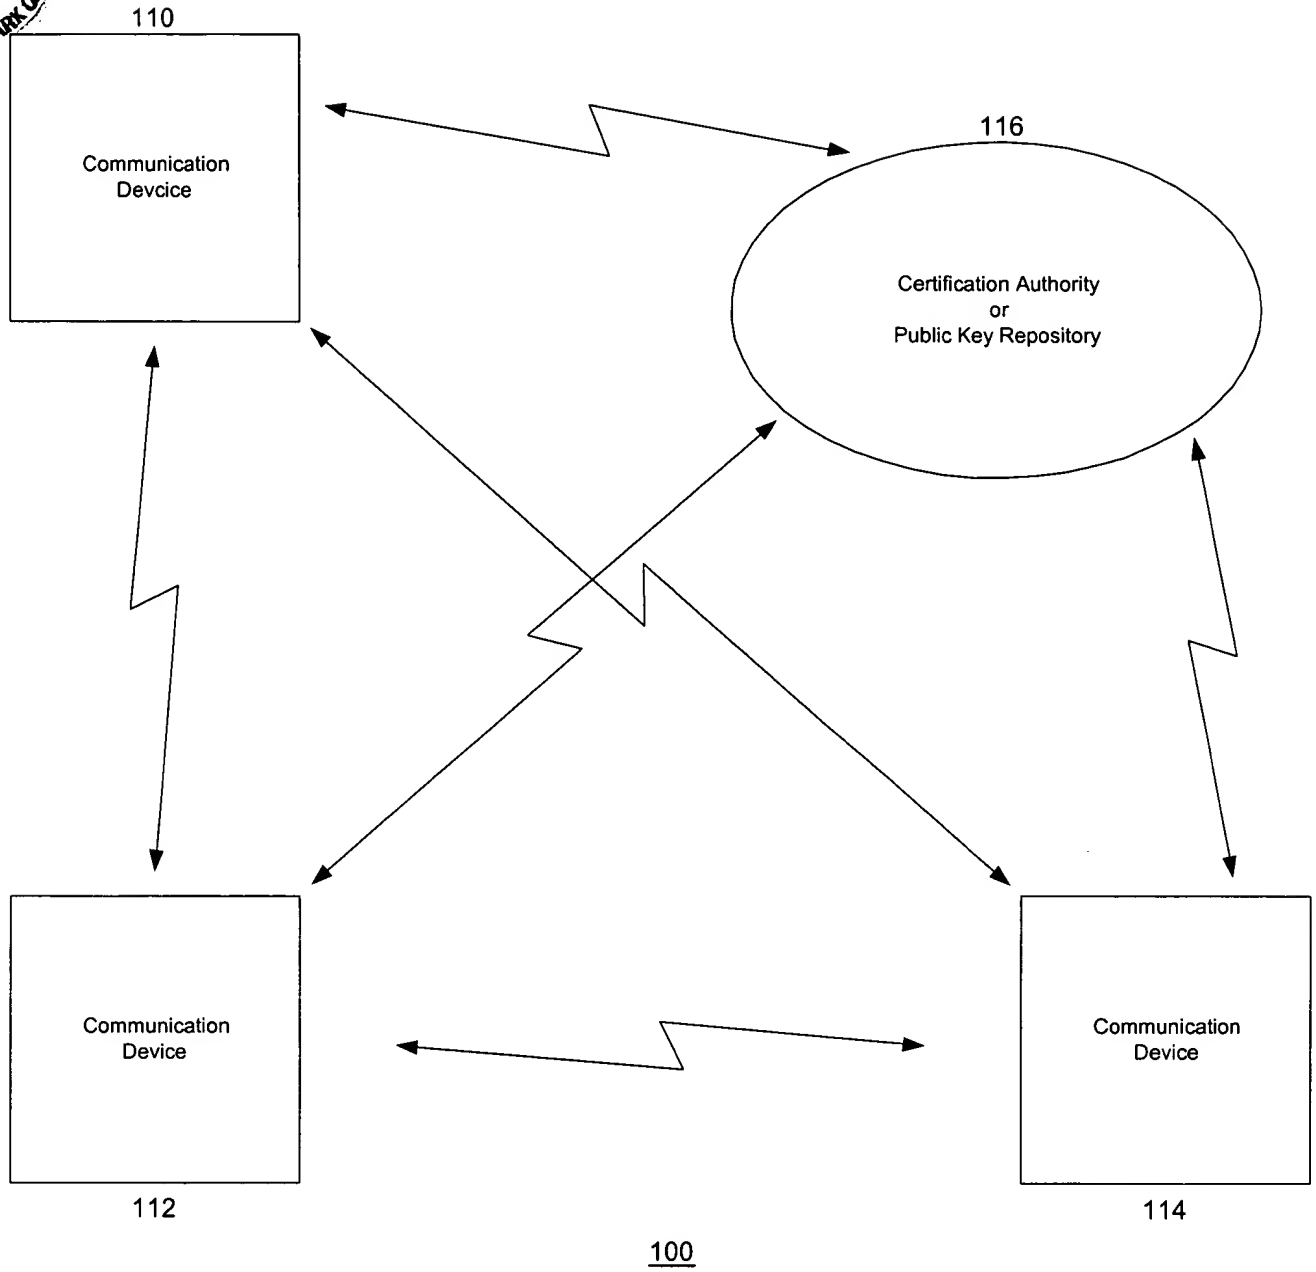 110
Communication
Devcice
116
Certification Authority
or
Public Key Repository
Communication
Device
112
Communication
Device
114
100